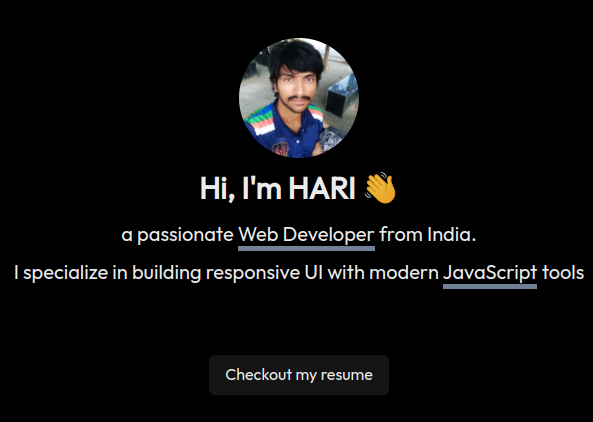 Hi, I'm HARI 👋
a passionate Web Developer from India.
I specialize in building responsive UI with modern JavaScript tools
Checkout my resume